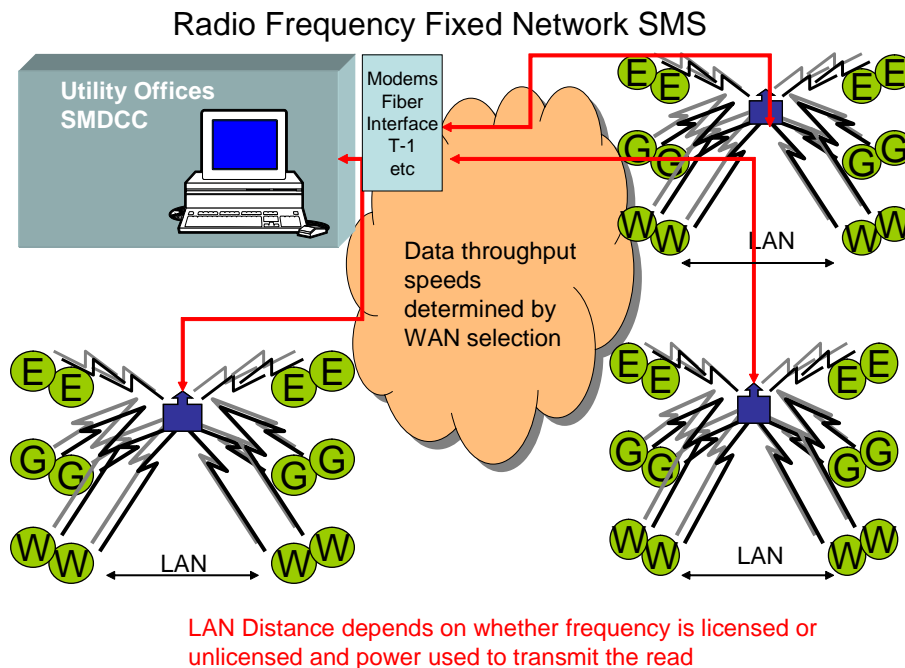 Radio Frequency Fixed Network SMS
Utility Offices
SMDCC
Modems
Fiber
Interface
T-1
etc
E E E E
G G G G
W W W W
LAN
Data throughput
speeds
determined by
WAN selection
E E E E
G G G G
W W W W
LAN
E E E E
G G G G
W W W W
LAN
LAN Distance depends on whether frequency is licensed or
unlicensed and power used to transmit the read